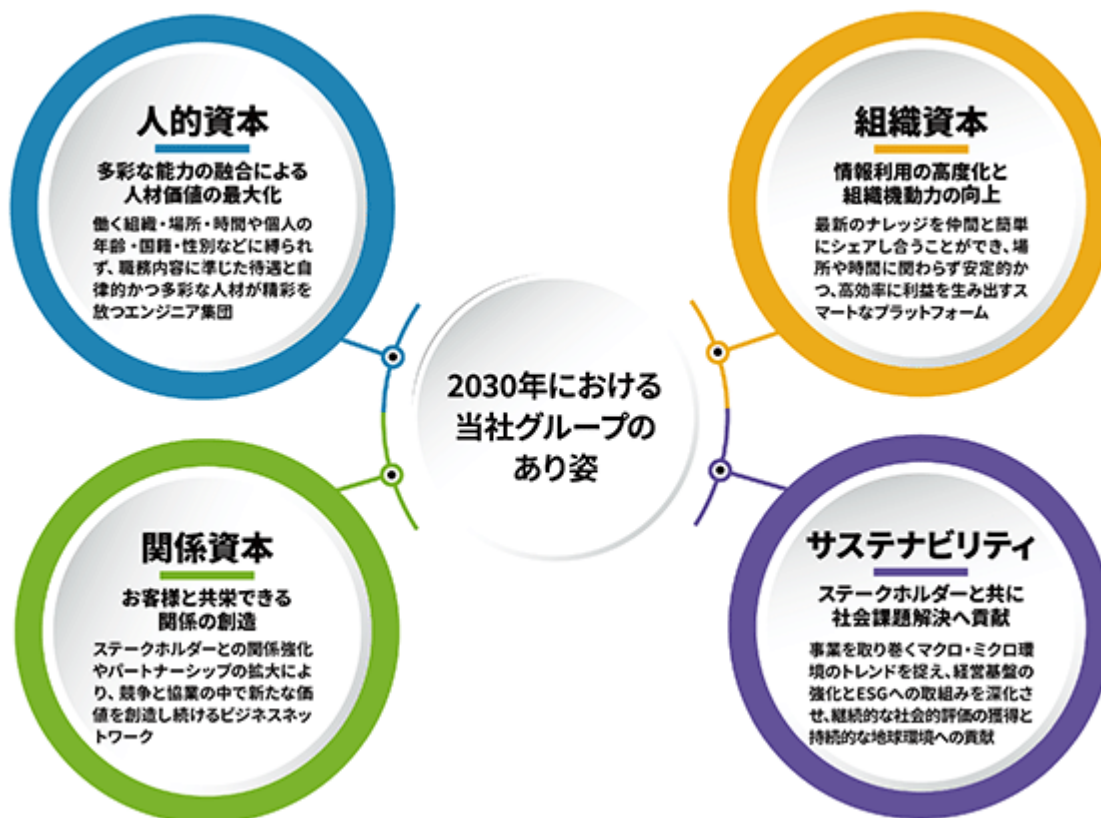 人的資本
多彩な能力の融合による
人材価値の最大化
働く組織・場所・時間や個人の
年齢・国籍・性別などに縛られ
ず、職務内容に準じた待遇と自
律的かつ多彩な人材が精彩を
放つエンジニア集団
組織資本
情報利用の高度化と
組織機動力の向上
最新のナレッジを仲間と簡単
にシェアし合うことができ、場
所や時間に関わらず安定的か
つ、高効率に利益を生み出すス
マートなプラットフォーム
2030年における
当社グループの
あり姿
関係資本
お客様と共栄できる
関係の創造
ステークホルダーとの関係強化
やパートナーシップの拡大によ
り、競争と協業の中で新たな価
値を創造し続けるビジネスネッ
トワーク
サステナビリティ
ステークホルダーと共に
社会課題解決へ貢献
事業を取り巻くマクロ・ミクロ環
境のトレンドを捉え、経営基盤の
強化とESGへの取組みを深化さ
せ、継続的な社会的評価の獲得と
持続的な地球環境への貢献